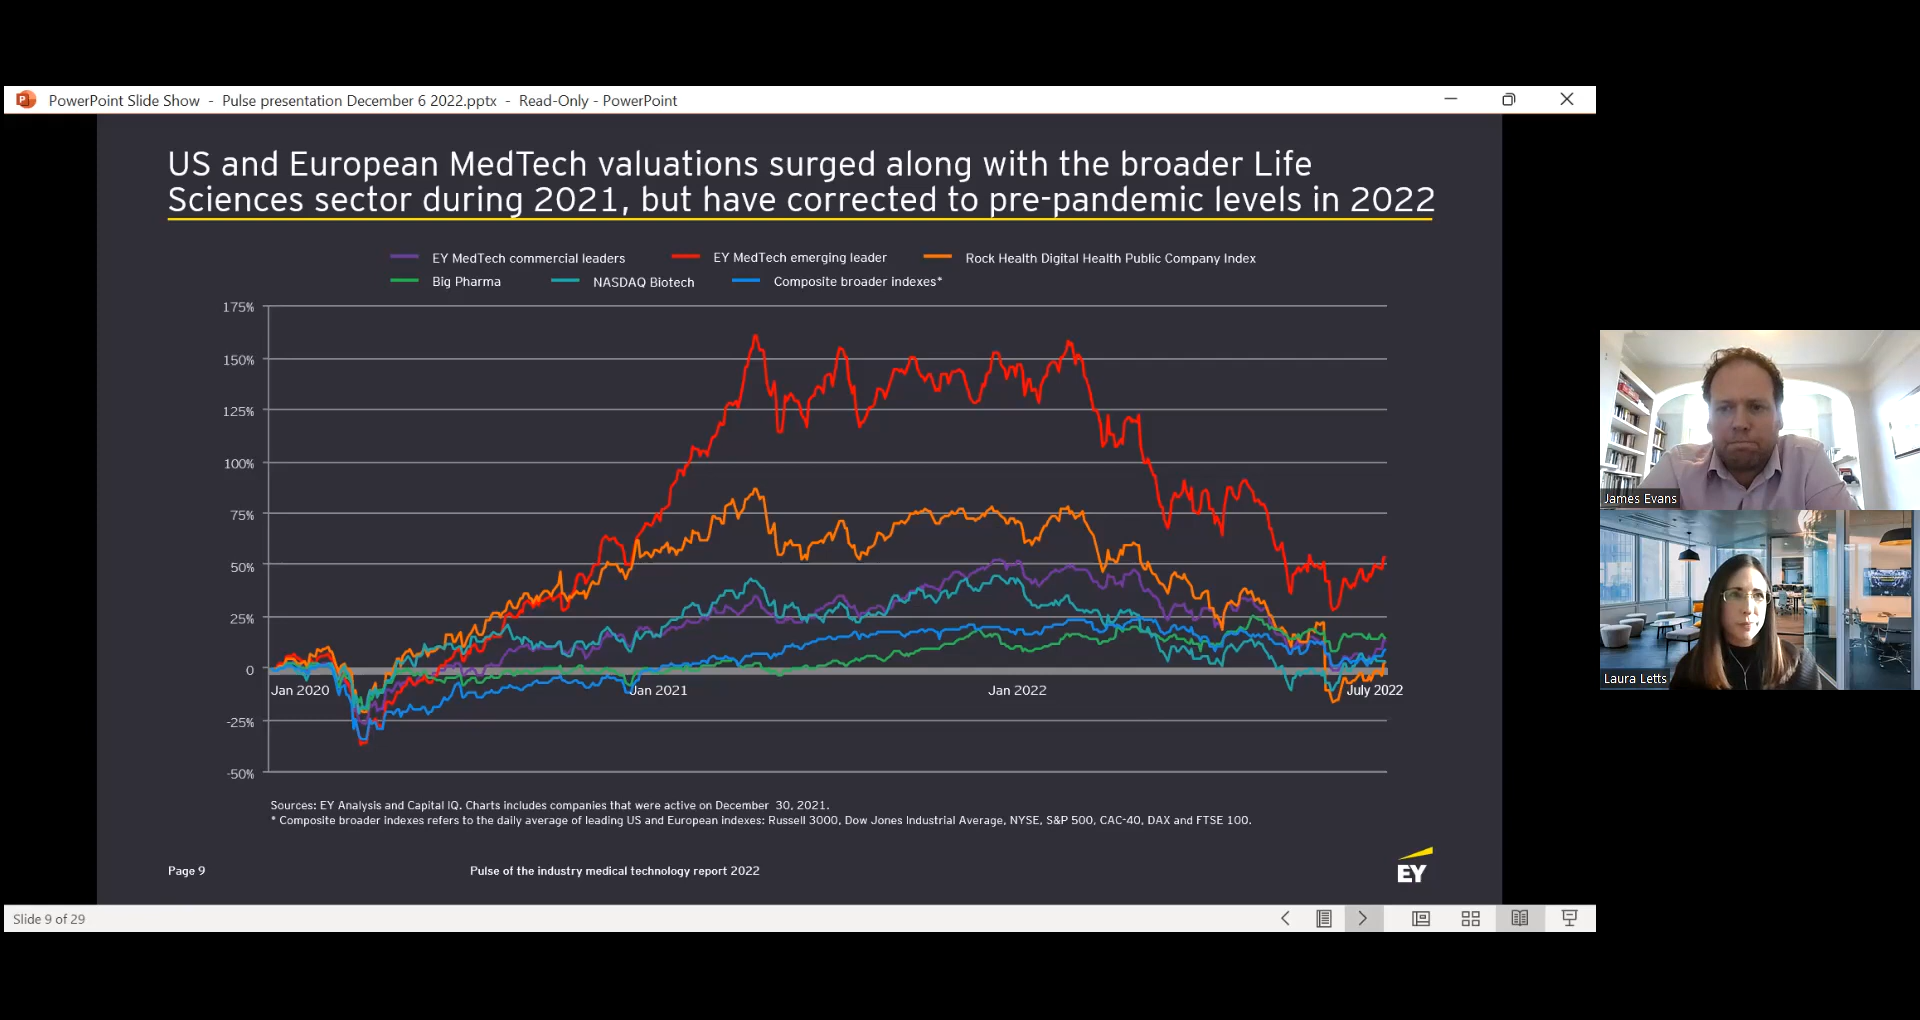 PowerPoint Slide Show - Pulse presentation December 6 2022.pptx - Read-Only - PowerPoint
US and European MedTech valuations surged along with the broader Life
Sciences sector during 2021, but have corrected to pre-pandemic levels in 2022
EY MedTech commercial leaders EY MedTech emerging leader Rock Health Digital Health Public Company Index
Big Pharma NASDAQ Biotech Composite broader indexes*
175%
150%
125%
100%
75%
50%
25%
0
Jan 2020 Jan 2021 Jan 2022 July 2022
-25%
-50%
Sources: EY Analysis and Capital IQ. Charts includes companies that were active on December 30, 2021.
* Composite broader indexes refers to the daily average of leading US and European indexes: Russell 3000, Dow Jones Industrial Average, NYSE, S&P 500, CAC-40, DAX and FTSE 100.
Page 9 Pulse of the industry medical technology report 2022
EY
Slide 9 of 29
James Evans
Laura Letts